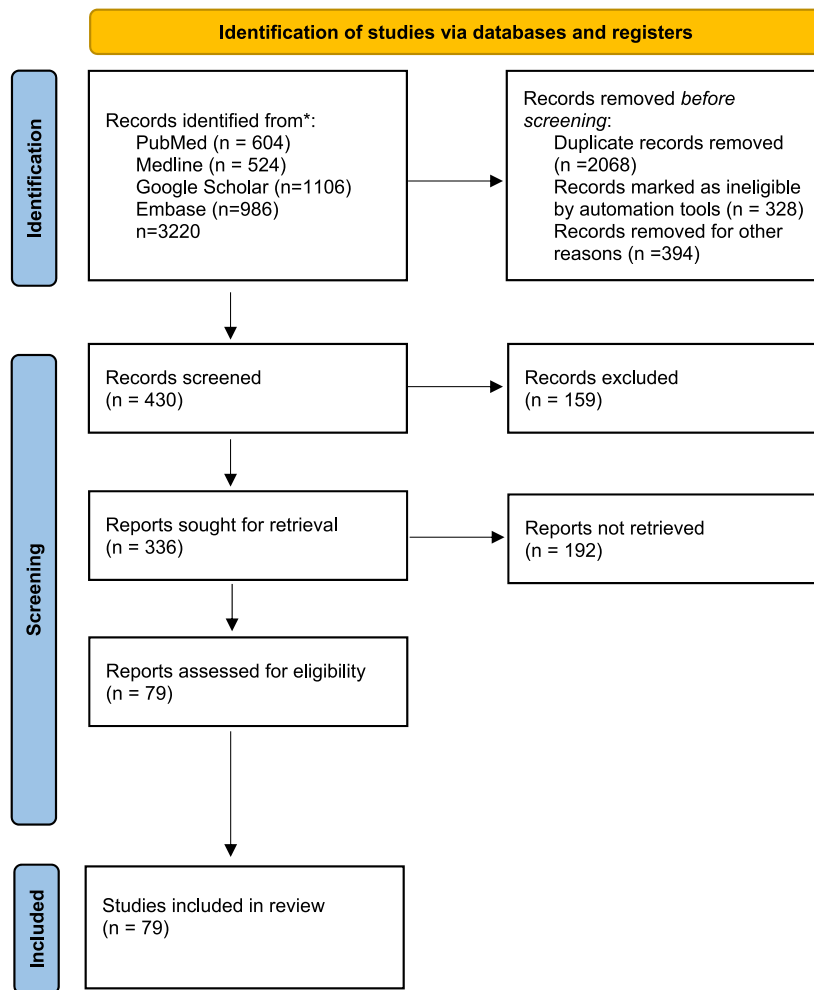 Identification of studies via databases and registers
Identification
Records identified from*:
PubMed (n = 604)
Medline (n = 524)
Google Scholar (n=1106)
Embase (n=986)
n=3220
Records removed before
screening:
Duplicate records removed
(n =2068)
Records marked as ineligible
by automation tools (n = 328)
Records removed for other
reasons (n =394)
Screening
Records screened
(n = 430)
Records excluded
(n = 159)
Reports sought for retrieval
(n = 336)
Reports not retrieved
(n = 192)
Reports assessed for eligibility
(n = 79)
Included
Studies included in review
(n = 79)